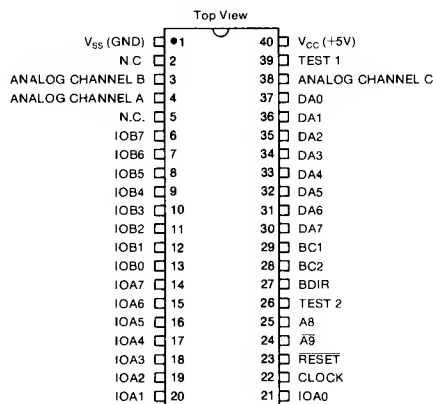 Top View
VSS (GND) 1 40 VCC (+5V)
N C 2 39 TEST 1
ANALOG CHANNEL B 3 38 ANALOG CHANNEL C
ANALOG CHANNEL A 4 37 DA0
N.C. 5 36 DA1
IOB7 6 35 DA2
IOB6 7 34 DA3
IOB5 8 33 DA4
IOB4 9 32 DA5
IOB3 10 31 DA6
IOB2 11 30 DA7
IOB1 12 29 BC1
IOB0 13 28 BC2
IOA7 14 27 BDIR
IOA6 15 26 TEST 2
IOA5 16 25 A8
IOA4 17 24 A9
IOA3 18 23 RESET
IOA2 19 22 CLOCK
IOA1 20 21 IOA0